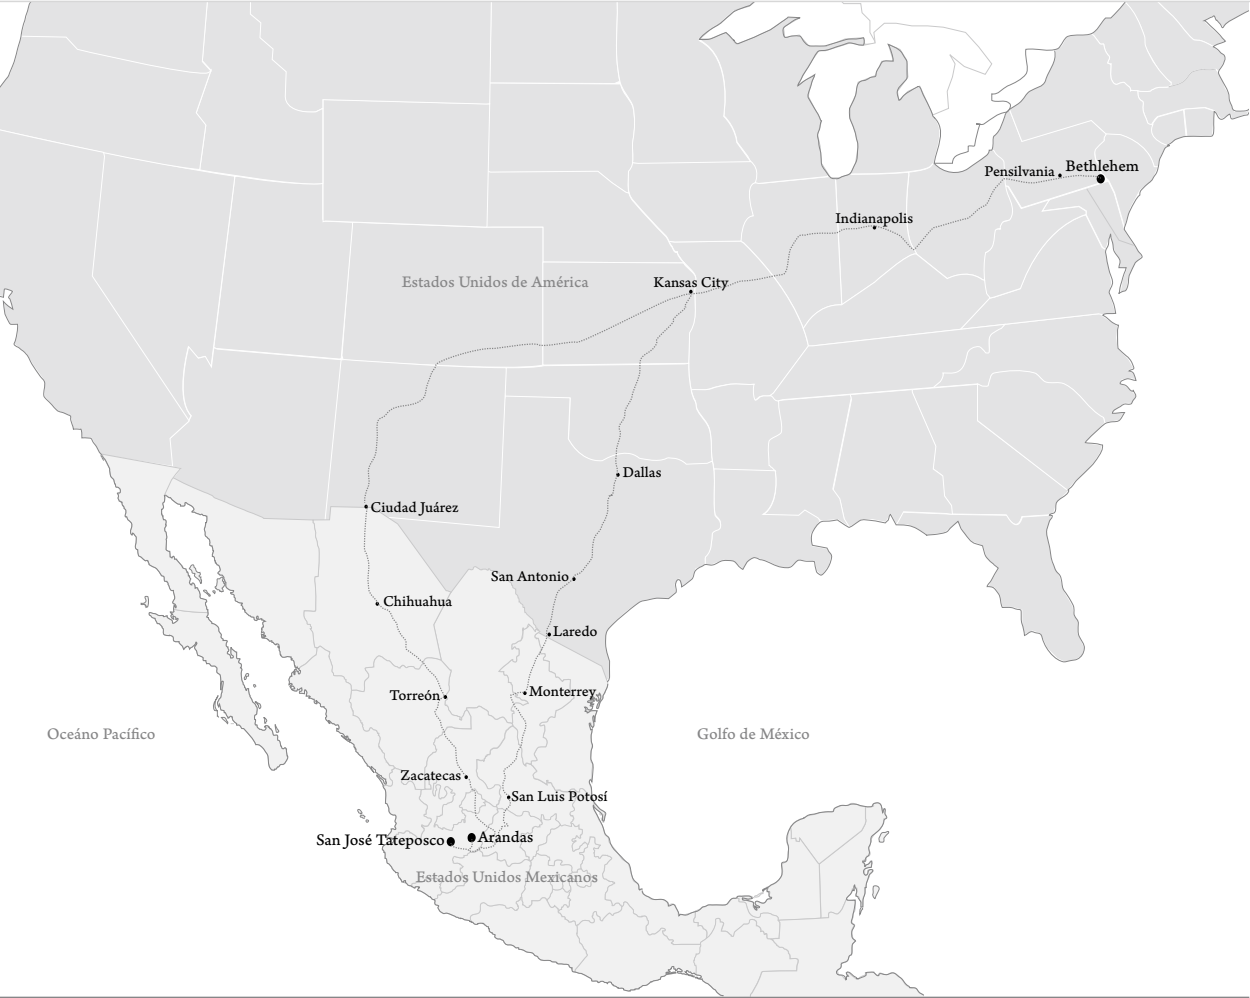 Pensilvania
Bethlehem
Indianapolis
Estados Unidos de América
Kansas City
Dallas
Ciudad Juárez
San Antonio
Chihuahua
Laredo
Torreón
Monterrey
Oceáno Pacífico
Golfo de México
Zacatecas
San Luis Potosí
San José Tateposco
Arandas
Estados Unidos Mexicanos